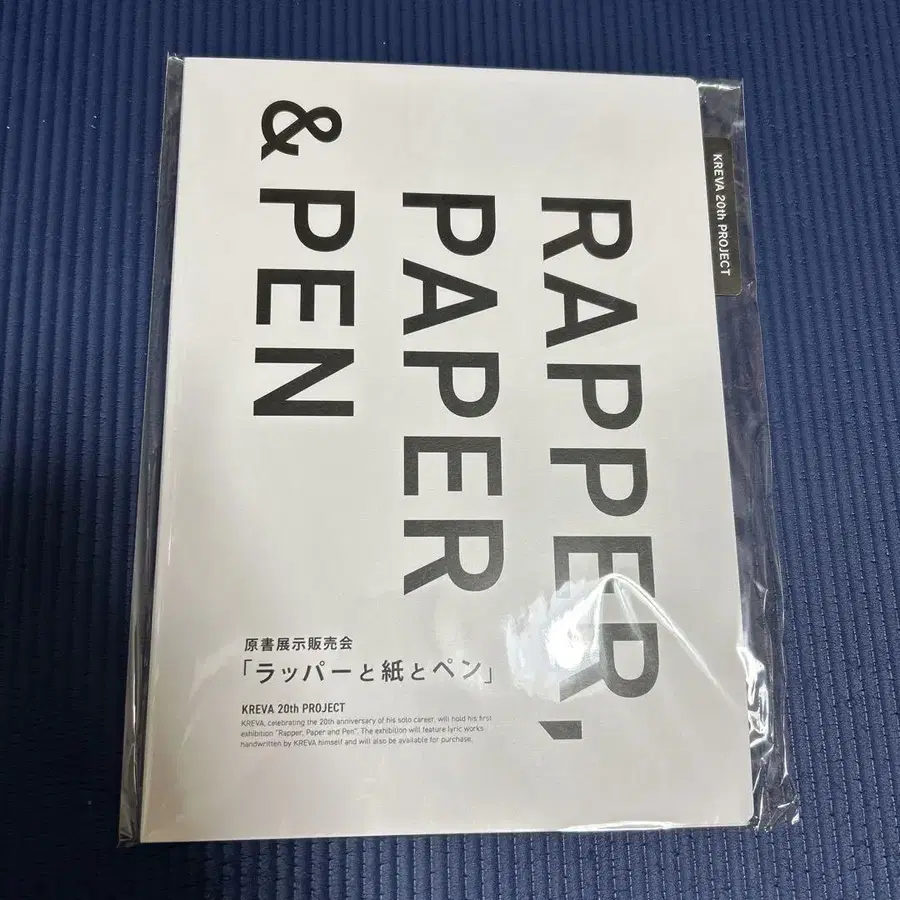 RAPPER,
PAPER
& PEN
KREVA 20th PROJECT
原書展示販売会
「ラッパーと紙とペン」
KREVA 20th PROJECT
KREVA, celebrating the 20th anniversary of his solo career, will hold his first
exhibition "Rapper, Paper and Pen". The exhibition will feature lyric works
handwritten by KREVA himself and will also be available for purchase.